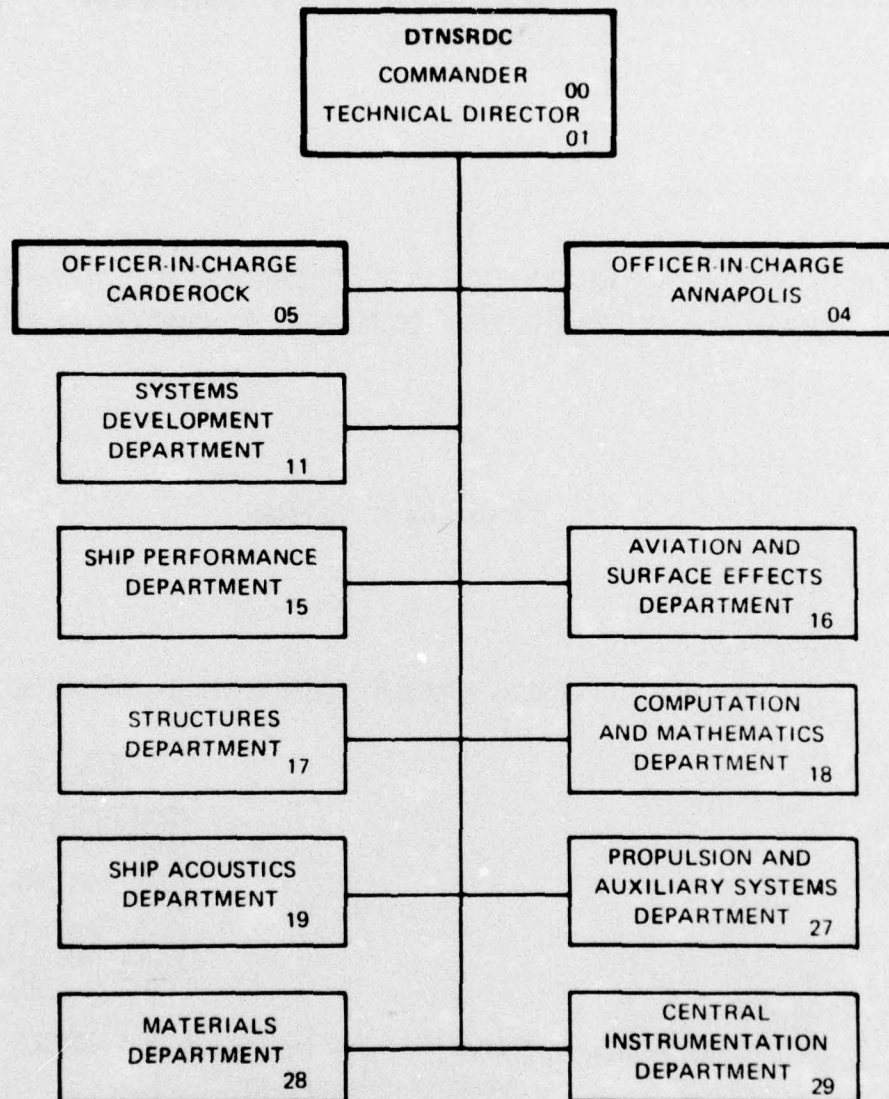 DTNSRDC
COMMANDER
00
TECHNICAL DIRECTOR
01
OFFICER-IN-CHARGE
CARDEROCK
05
OFFICER-IN-CHARGE
ANNAPOLIS
04
SYSTEMS
DEVELOPMENT
DEPARTMENT
11
SHIP PERFORMANCE
DEPARTMENT
15
AVIATION AND
SURFACE EFFECTS
DEPARTMENT
16
STRUCTURES
DEPARTMENT
17
COMPUTATION
AND MATHEMATICS
DEPARTMENT
18
SHIP ACOUSTICS
DEPARTMENT
19
PROPULSION AND
AUXILIARY SYSTEMS
DEPARTMENT
27
MATERIALS
DEPARTMENT
28
CENTRAL
INSTRUMENTATION
DEPARTMENT
29